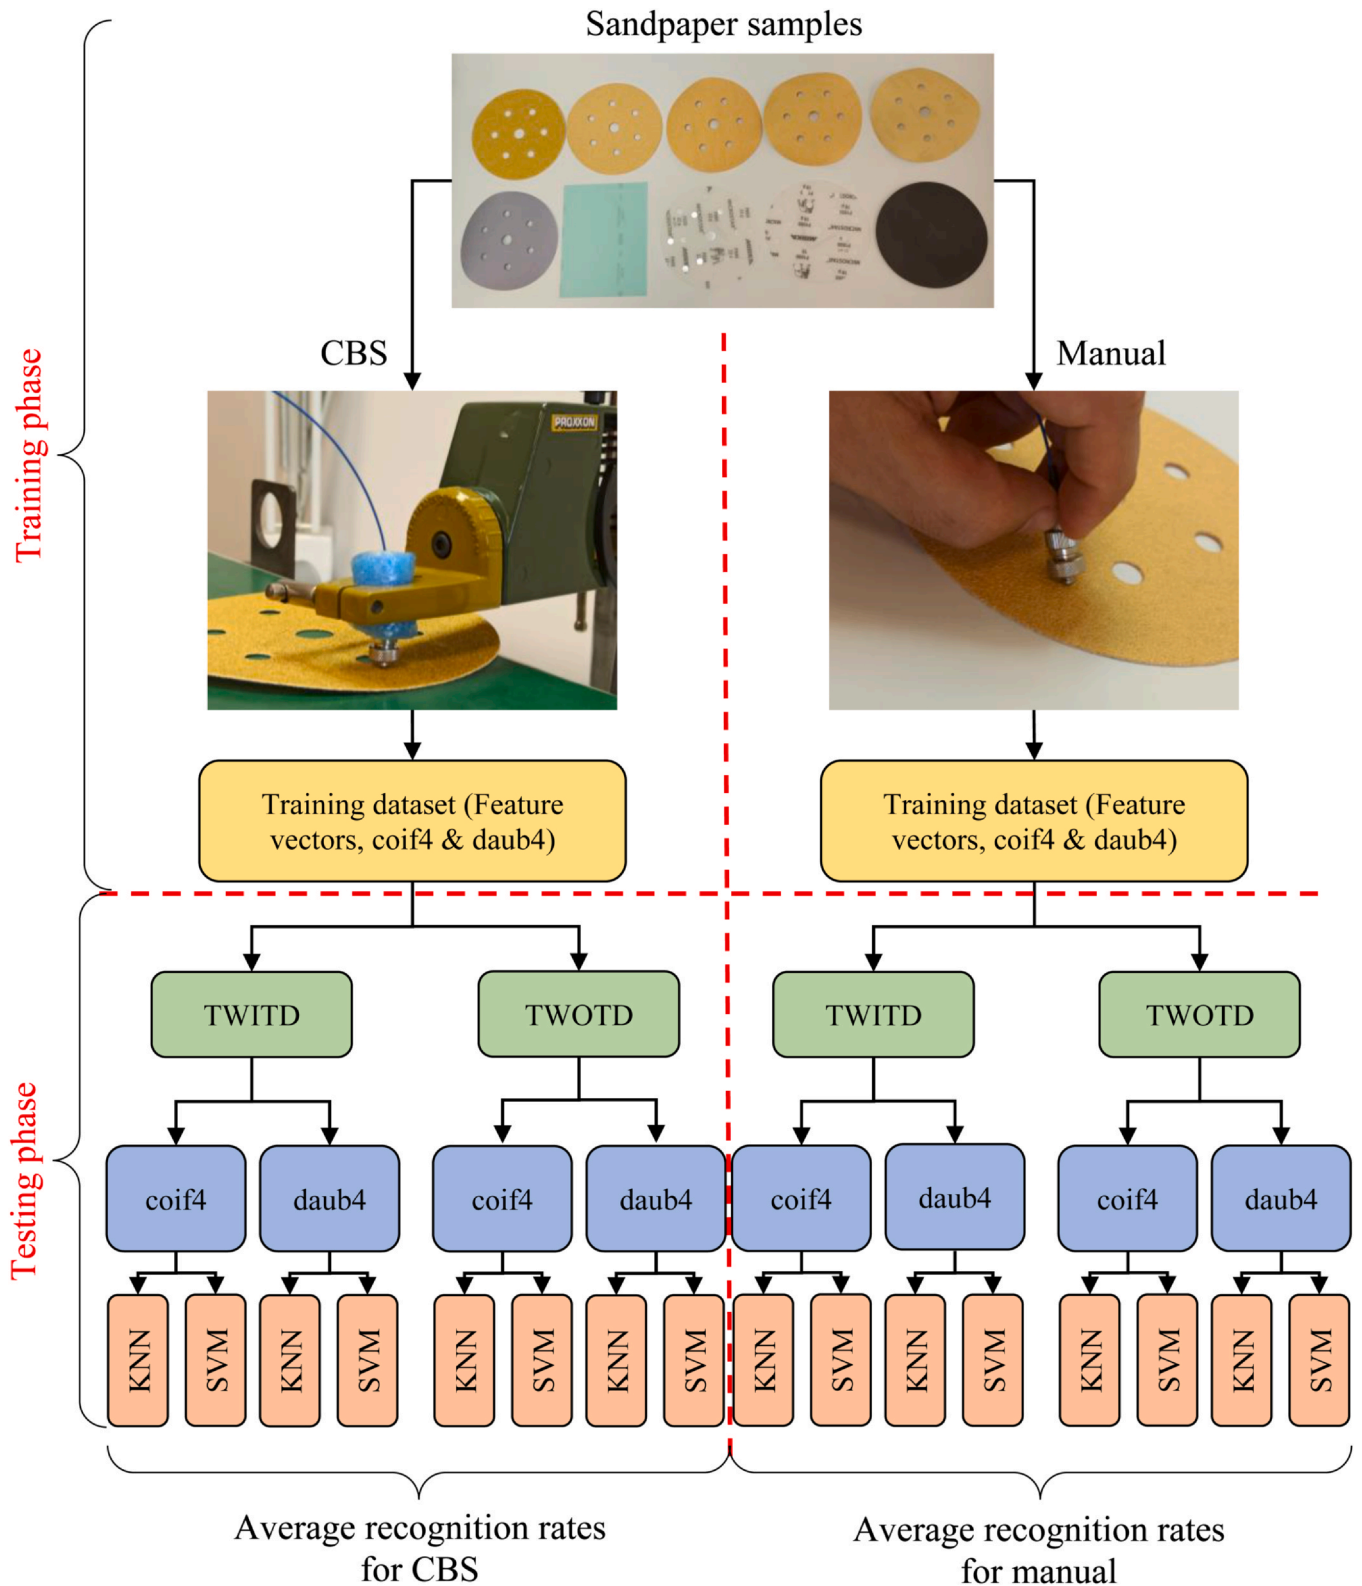 Sandpaper samples
CBS
Manual
PROXXON
Training phase
Training dataset (Feature
vectors, coif4 & daub4)
Training dataset (Feature
vectors, coif4 & daub4)
TWITD
TWOTD
TWITD
TWOTD
Testing phase
coif4
daub4
coif4
daub4
coif4
daub4
coif4
daub4
KNN
SVM
KNN
SVM
KNN
SVM
KNN
SVM
KNN
SVM
KNN
SVM
KNN
SVM
KNN
SVM
Average recognition rates
for CBS
Average recognition rates
for manual